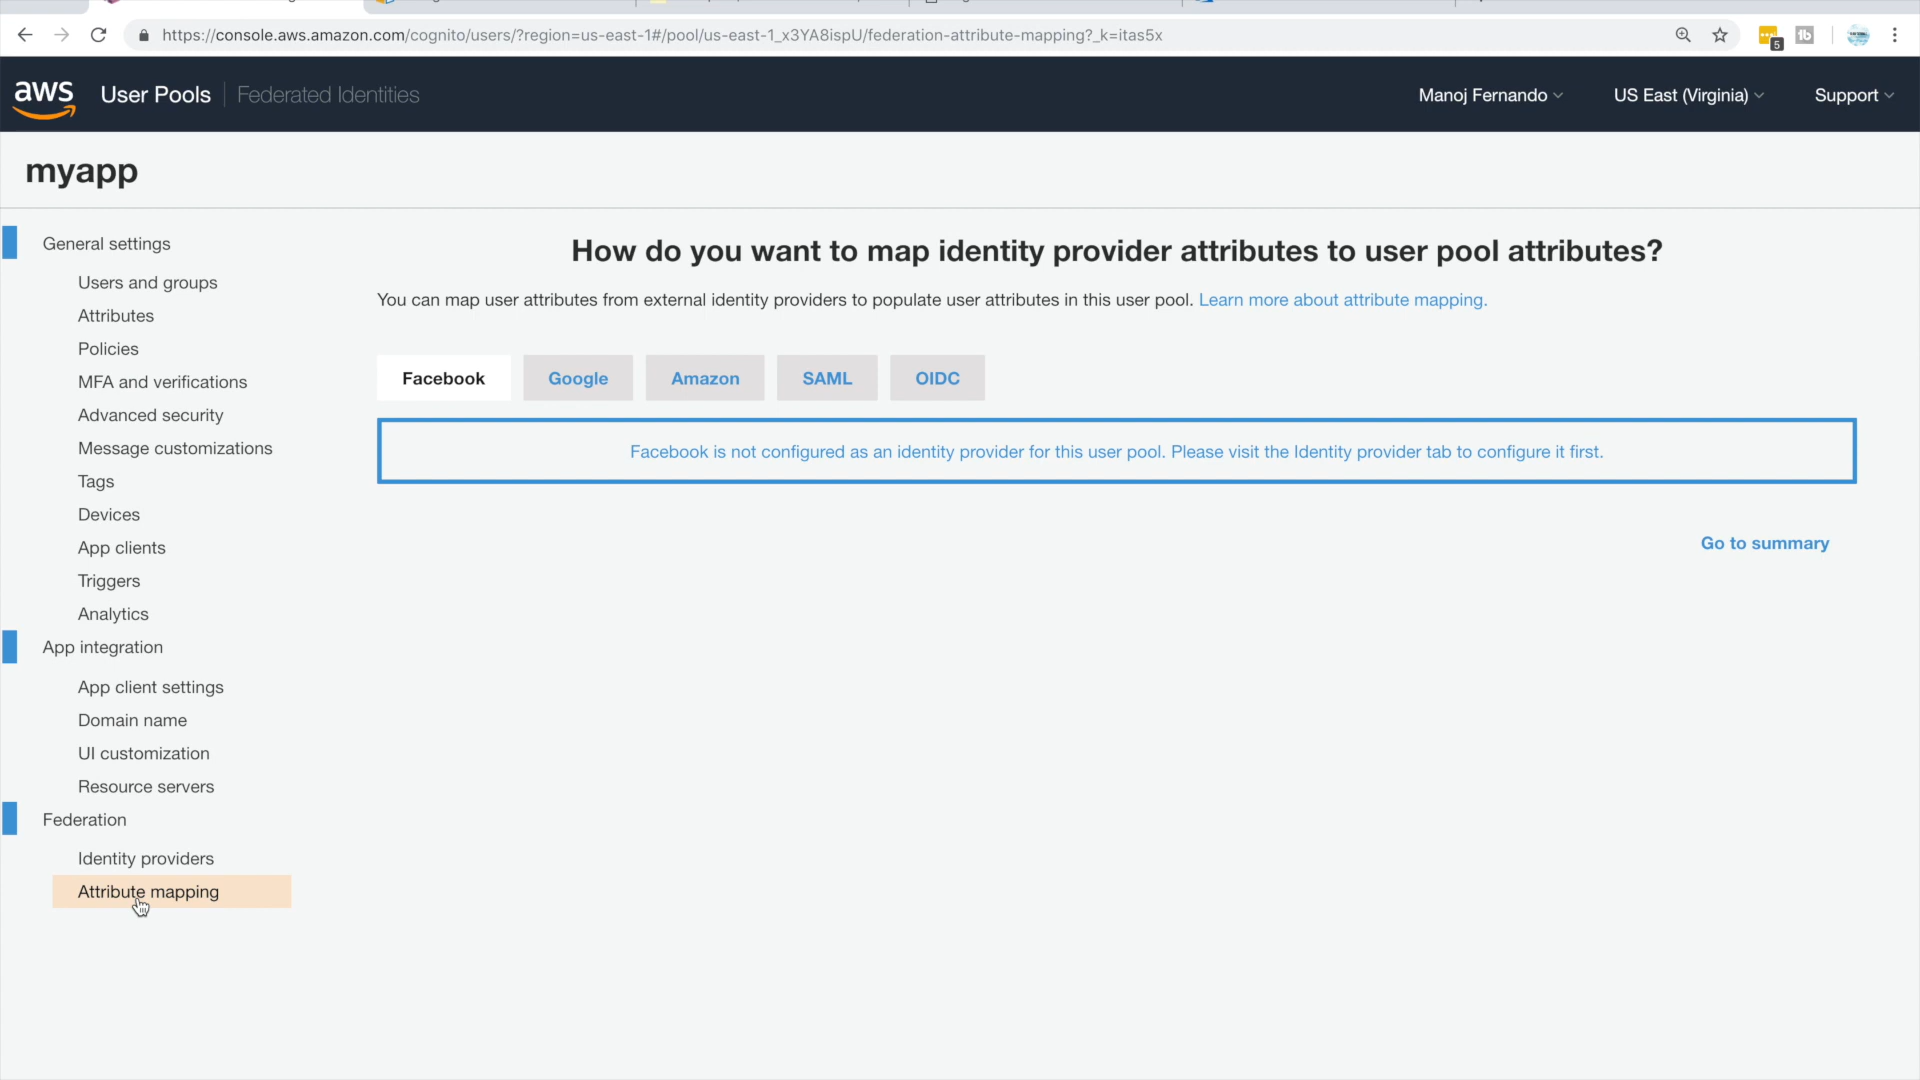 https://console.aws.amazon.com/cognito/users/?region=us-east-1#/pool/us-east-1_x3YA8ispU/federation-attribute-mapping?_k=itas5x
5
aws
User Pools
Federated Identities
Manoj Fernando
US East (Virginia)
Support
myapp
General settings
Users and groups
Attributes
Policies
MFA and verifications
Advanced security
Message customizations
Tags
Devices
App clients
Triggers
Analytics
App integration
App client settings
Domain name
UI customization
Resource servers
Federation
Identity providers
Attribute mapping
How do you want to map identity provider attributes to user pool attributes?
You can map user attributes from external identity providers to populate user attributes in this user pool. Learn more about attribute mapping.
Facebook
Google
Amazon
SAML
OIDC
Facebook is not configured as an identity provider for this user pool. Please visit the Identity provider tab to configure it first.
Go to summary